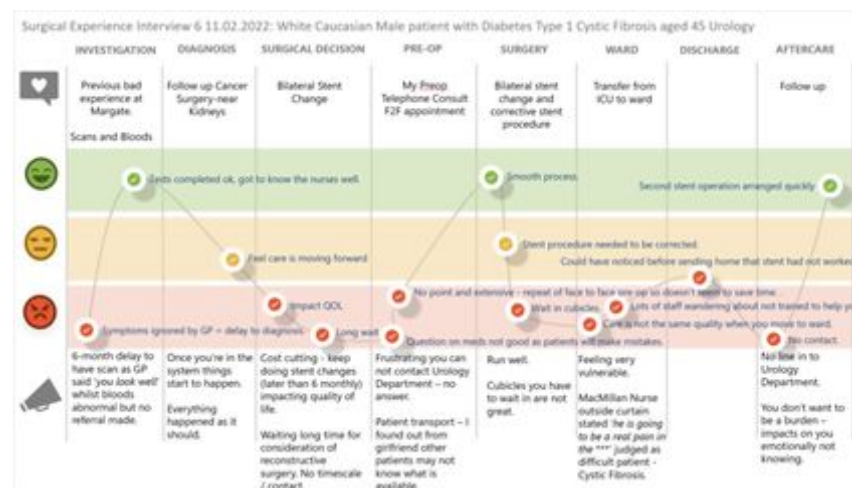 Surgical Experience Interview 6 11.02.2022: White Caucasian Male patient with Diabetes Type 1 Cystic Fibrosis aged 45 Urology
INVESTIGATION
DIAGNOSIS
SURGICAL DECISION
PRE-OP
SURGERY
WARD
DISCHARGE
AFTERCARE
Previous bad
experience at
Margate.
Scans and Bloods
Follow up Cancer
Surgery-near
Kidneys
Bilateral Stent
Change
My Preop
Telephone Consult
F2F appointment
Bilateral stent
change and
corrective stent
procedure
Transfer from
ICU to ward
Follow up
Tests completed ok, got to know the nurses well.
Smooth process
Second stent operation arranged quickly
Feel care is moving forward
Stent procedure needed to be corrected.
Could have noticed before sending home that stent had not worked
Impact QOL
No point and extensive - repeat of face to face pre op so doesn't seem to save time.
Wait in cubicles
Lots of staff wandering about not trained to help y
Symptoms ignored by GP = delay to diagnosis
Long wait
Question on meds not good as patients will make mistakes.
Care is not the same quality when you move to ward.
No contact.
6-month delay to
have scan as GP
said 'you look well'
whilst bloods
abnormal but no
referral made.
Once you're in the
system things
start to happen.
Everything
happened as it
should.
Cost cutting - keep
doing stent changes
(later than 6 monthly)
impacting quality of
life.
Waiting long time for
consideration of
reconstructive
surgery. No timescale
/ contact.
Frustrating you can
not contact Urology
Department – no
answer.
Patient transport – I
found out from
girlfriend other
patients may not
know what is
available.
Run well.
Cubicles you have
to wait in are not
great.
Feeling very
vulnerable.
MacMillan Nurse
outside curtain
stated 'he is going
to be a real pain in
the ***' judged as
difficult patient -
Cystic Fibrosis.
No line in to
Urology
Department.
You don't want to
be a burden –
impacts on you
emotionally not
knowing.